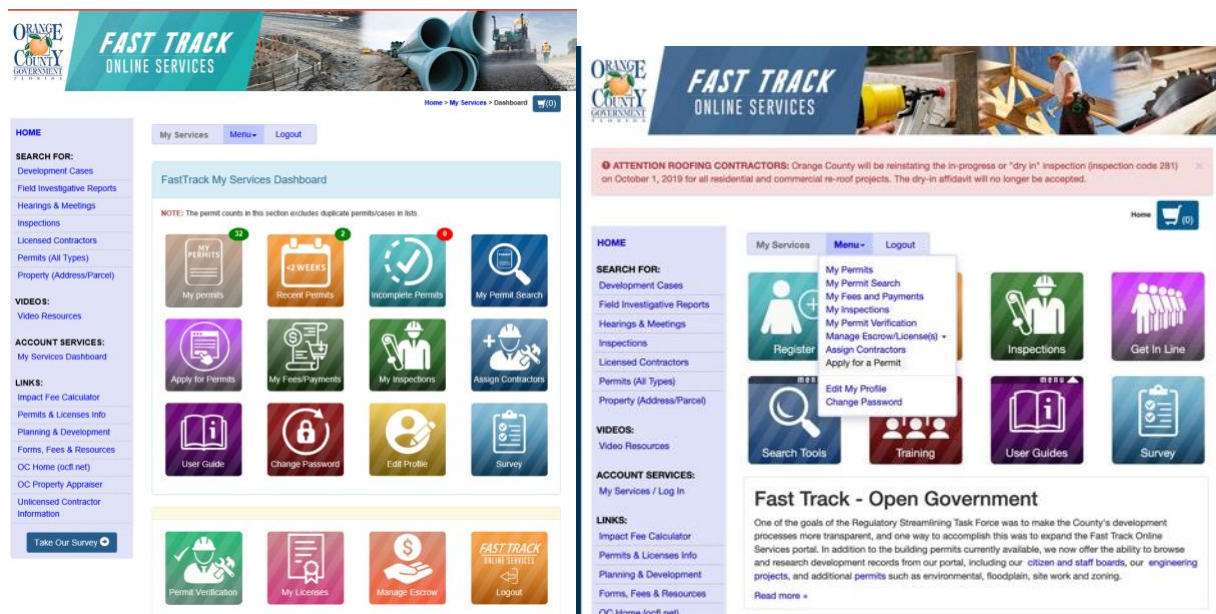 ORANGE
COUNTY
GOVERNMENT
FLORIDA
FAST TRACK
ONLINE SERVICES
Home > My Services > Dashboard (0)
HOME
SEARCH FOR:
Development Cases
Field Investigative Reports
Hearings & Meetings
Inspections
Licensed Contractors
Permits (All Types)
Property (Address/Parcel)
VIDEOS:
Video Resources
ACCOUNT SERVICES:
My Services Dashboard
LINKS:
Impact Fee Calculator
Permits & Licenses Info
Planning & Development
Forms, Fees & Resources
OC Home (ocfl.net)
OC Property Appraiser
Unlicensed Contractor
Information
Take Our Survey
My Services Menu Logout
FastTrack My Services Dashboard
NOTE: The permit counts in this section excludes duplicate permits/cases in lists.
32 2 0
MY
PERMITS
<2 WEEKS
My permits Recent Permits Incomplete Permits My Permit Search
Apply for Permits My Fees/Payments My Inspections Assign Contractors
User Guide Change Password Edit Profile Survey
FAST TRACK
ONLINE SERVICES
Permit Verification My Licenses Manage Escrow Logout
ORANGE
COUNTY
GOVERNMENT
FLORIDA
FAST TRACK
ONLINE SERVICES
ATTENTION ROOFING CONTRACTORS: Orange County will be reinstating the in-progress or "dry in" inspection (inspection code 281)
on October 1, 2019 for all residential and commercial re-roof projects. The dry-in affidavit will no longer be accepted.
Home (0)
HOME
SEARCH FOR:
Development Cases
Field Investigative Reports
Hearings & Meetings
Inspections
Licensed Contractors
Permits (All Types)
Property (Address/Parcel)
VIDEOS:
Video Resources
ACCOUNT SERVICES:
My Services / Log In
LINKS:
Impact Fee Calculator
Permits & Licenses Info
Planning & Development
Forms, Fees & Resources
OC Home (ocfl.net)
My Services Menu Logout
My Permits
My Permit Search
My Fees and Payments
My Inspections
My Permit Verification
Manage Escrow/License(s)
Assign Contractors
Apply for a Permit
Edit My Profile
Change Password
Register Inspections Get In Line
menu menu
Search Tools Training User Guides Survey
Fast Track - Open Government
One of the goals of the Regulatory Streamlining Task Force was to make the County's development
processes more transparent, and one way to accomplish this was to expand the Fast Track Online
Services portal. In addition to the building permits currently available, we now offer the ability to browse
and research development records from our portal, including our citizen and staff boards, our engineering
projects, and additional permits such as environmental, floodplain, site work and zoning.
Read more »